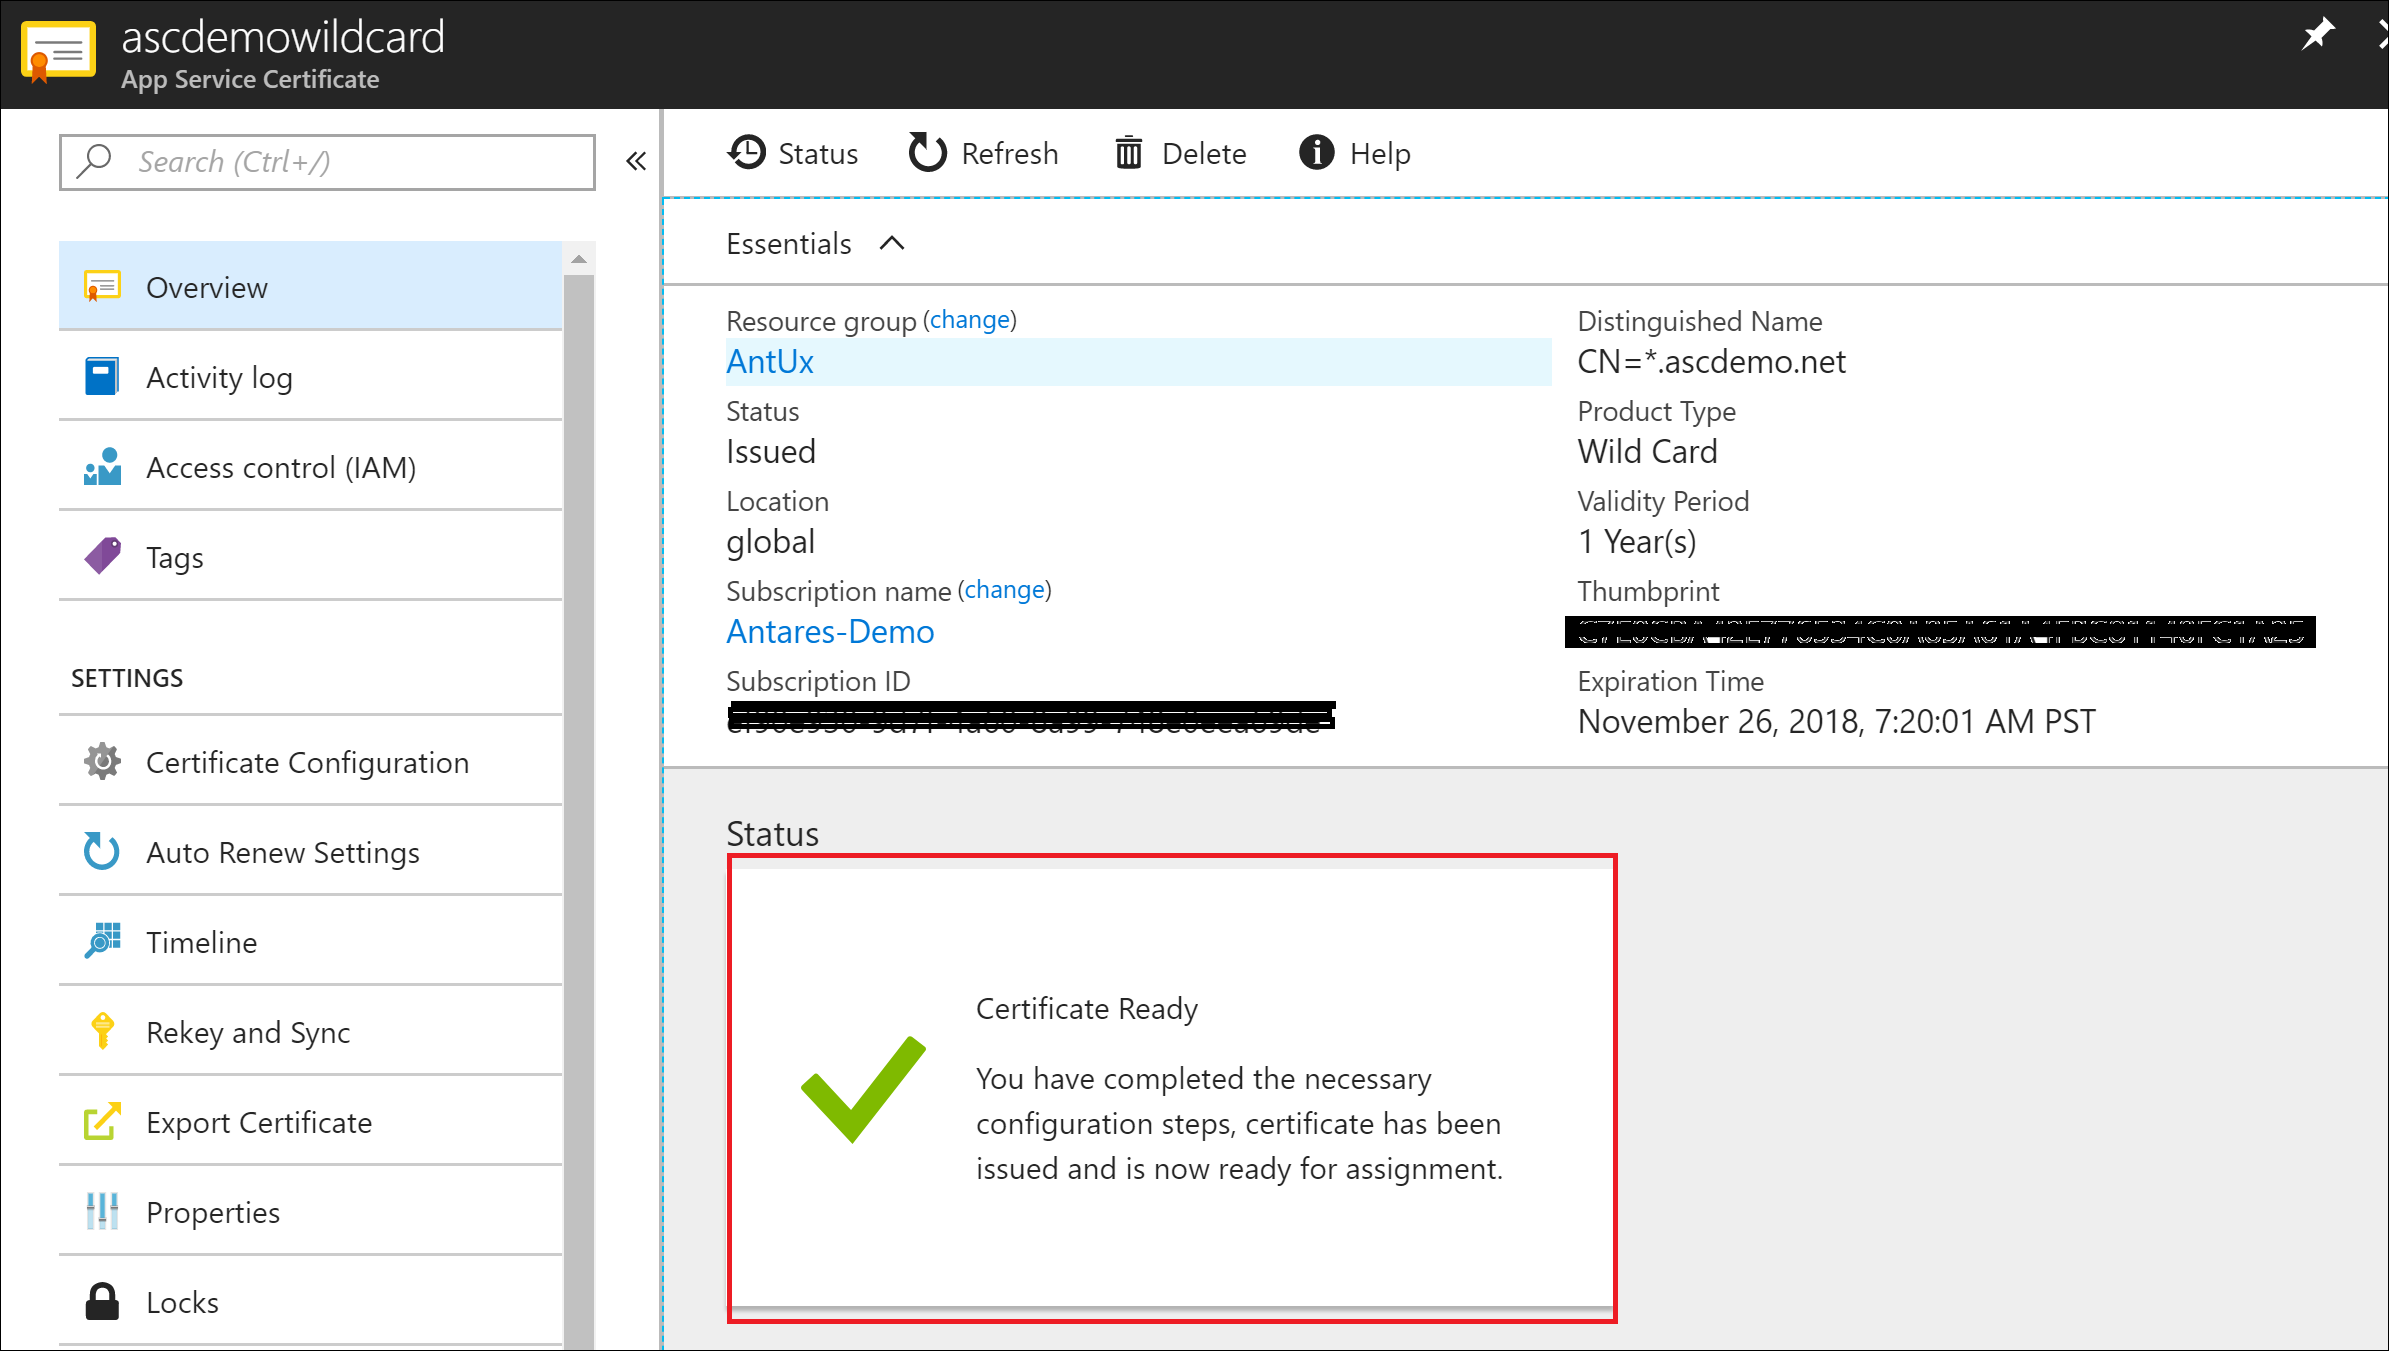 ascdemowildcard
App Service Certificate
Search (Ctrl+/)
Overview
Activity log
Access control (IAM)
Tags
SETTINGS
Certificate Configuration
Auto Renew Settings
Timeline
Rekey and Sync
Export Certificate
Properties
Locks
Status
Refresh
Delete
Help
Essentials
Resource group (change)
AntUx
Status
Issued
Location
global
Subscription name (change)
Antares-Demo
Subscription ID
Distinguished Name
CN=*.ascdemo.net
Product Type
Wild Card
Validity Period
1 Year(s)
Thumbprint
Expiration Time
November 26, 2018, 7:20:01 AM PST
Status
Certificate Ready
You have completed the necessary
configuration steps, certificate has been
issued and is now ready for assignment.